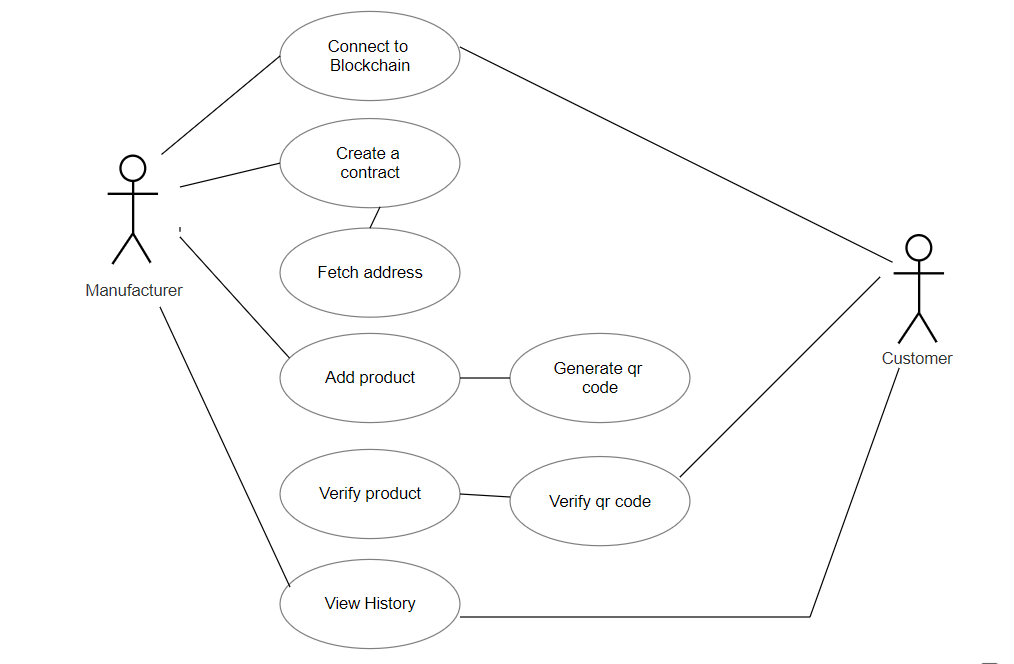 Connect to
Blockchain
Create a
contract
Manufacturer
Fetch address
Customer
Add product
Generate qr
code
Verify product
Verify qr code
View History